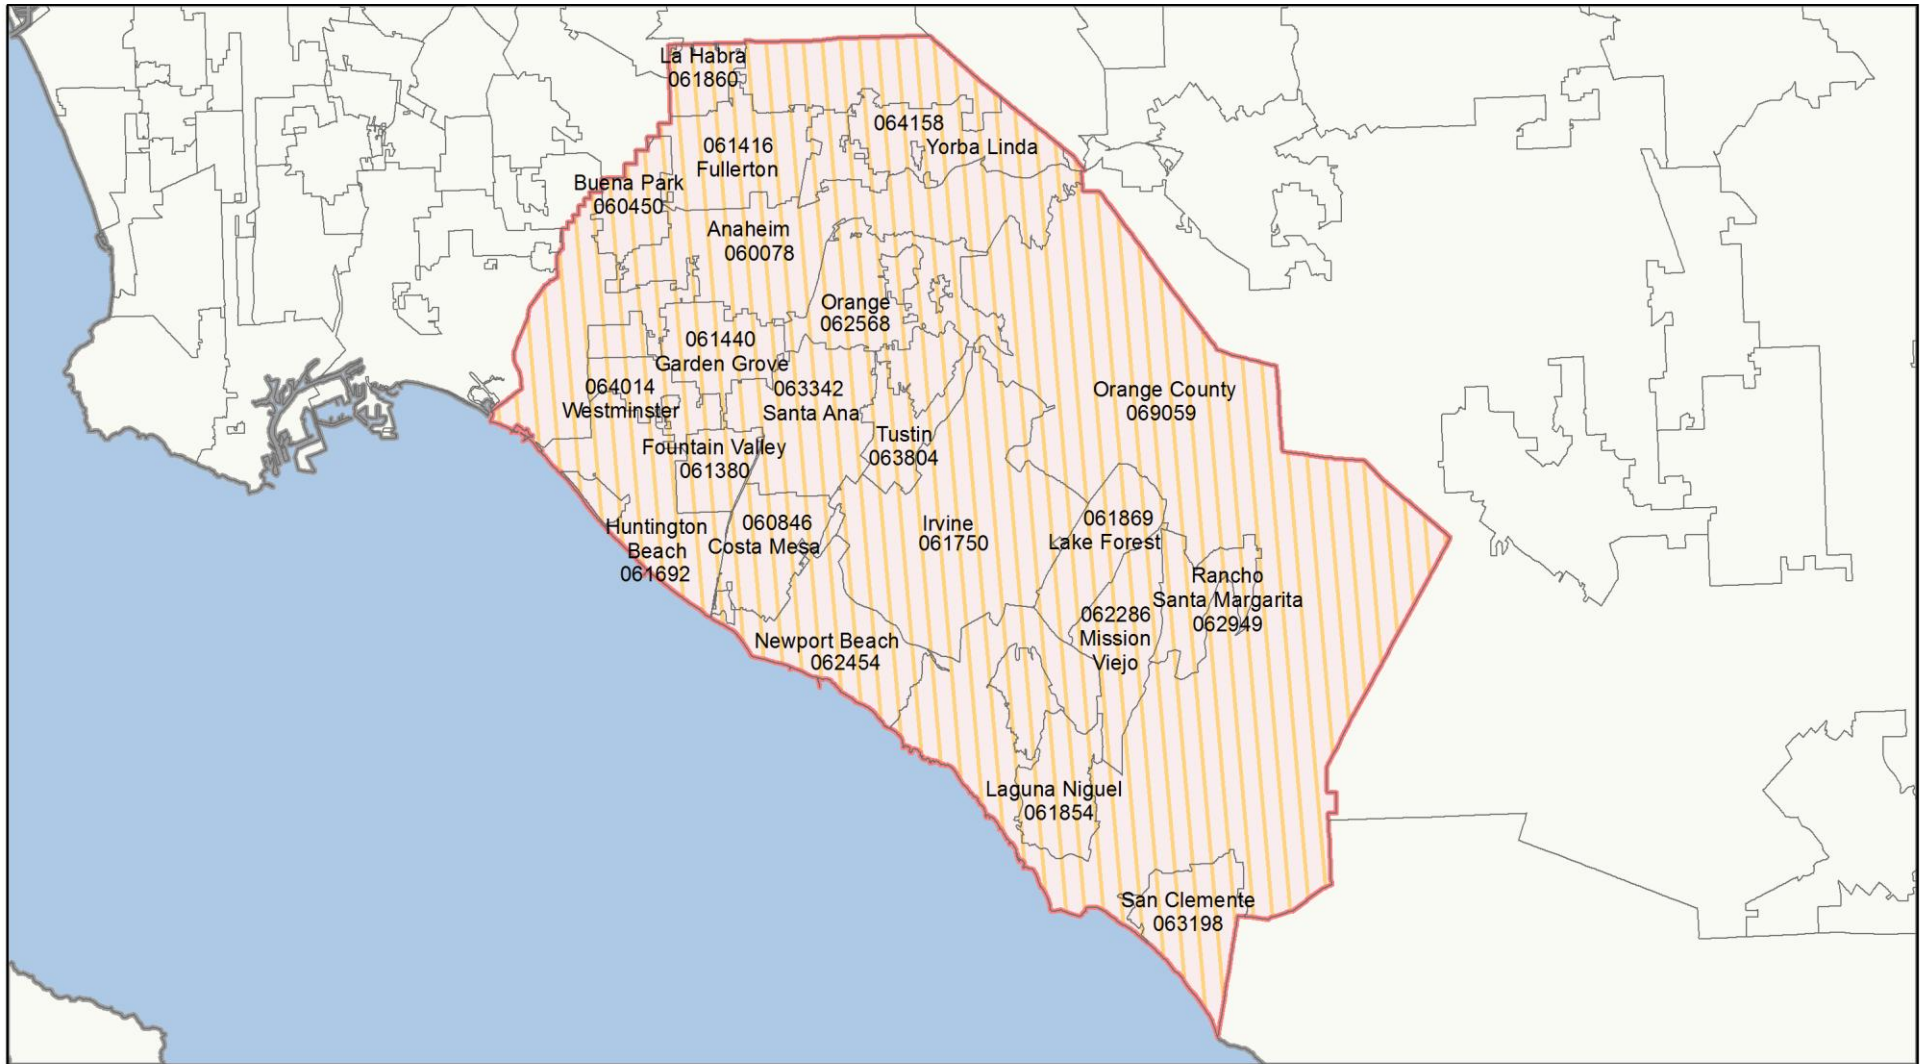 La Habra
061860
064158
Yorba Linda
061416
Fullerton
Buena Park
060450
Anaheim
060078
Orange
062568
061440
Garden Grove
064014
Westminster
063342
Santa Ana
Orange County
069059
Tustin
063804
Fountain Valley
061380
Huntington
Beach
061692
060846
Costa Mesa
Irvine
061750
061869
Lake Forest
Rancho
Santa Margarita
062949
062286
Mission
Viejo
Newport Beach
062454
Laguna Niguel
061854
San Clemente
063198